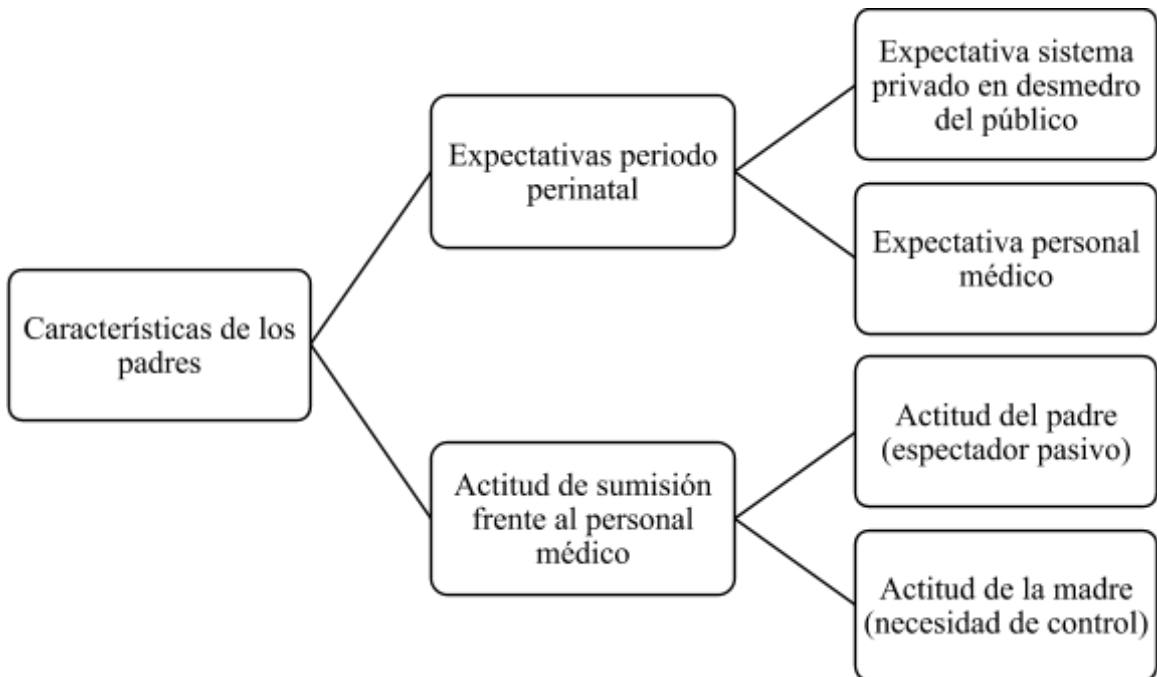 Características de los
padres
Expectativas periodo
perinatal
Expectativa sistema
privado en desmedro
del público
Expectativa personal
médico
Actitud de sumisión
frente al personal
médico
Actitud del padre
(espectador pasivo)
Actitud de la madre
(necesidad de control)